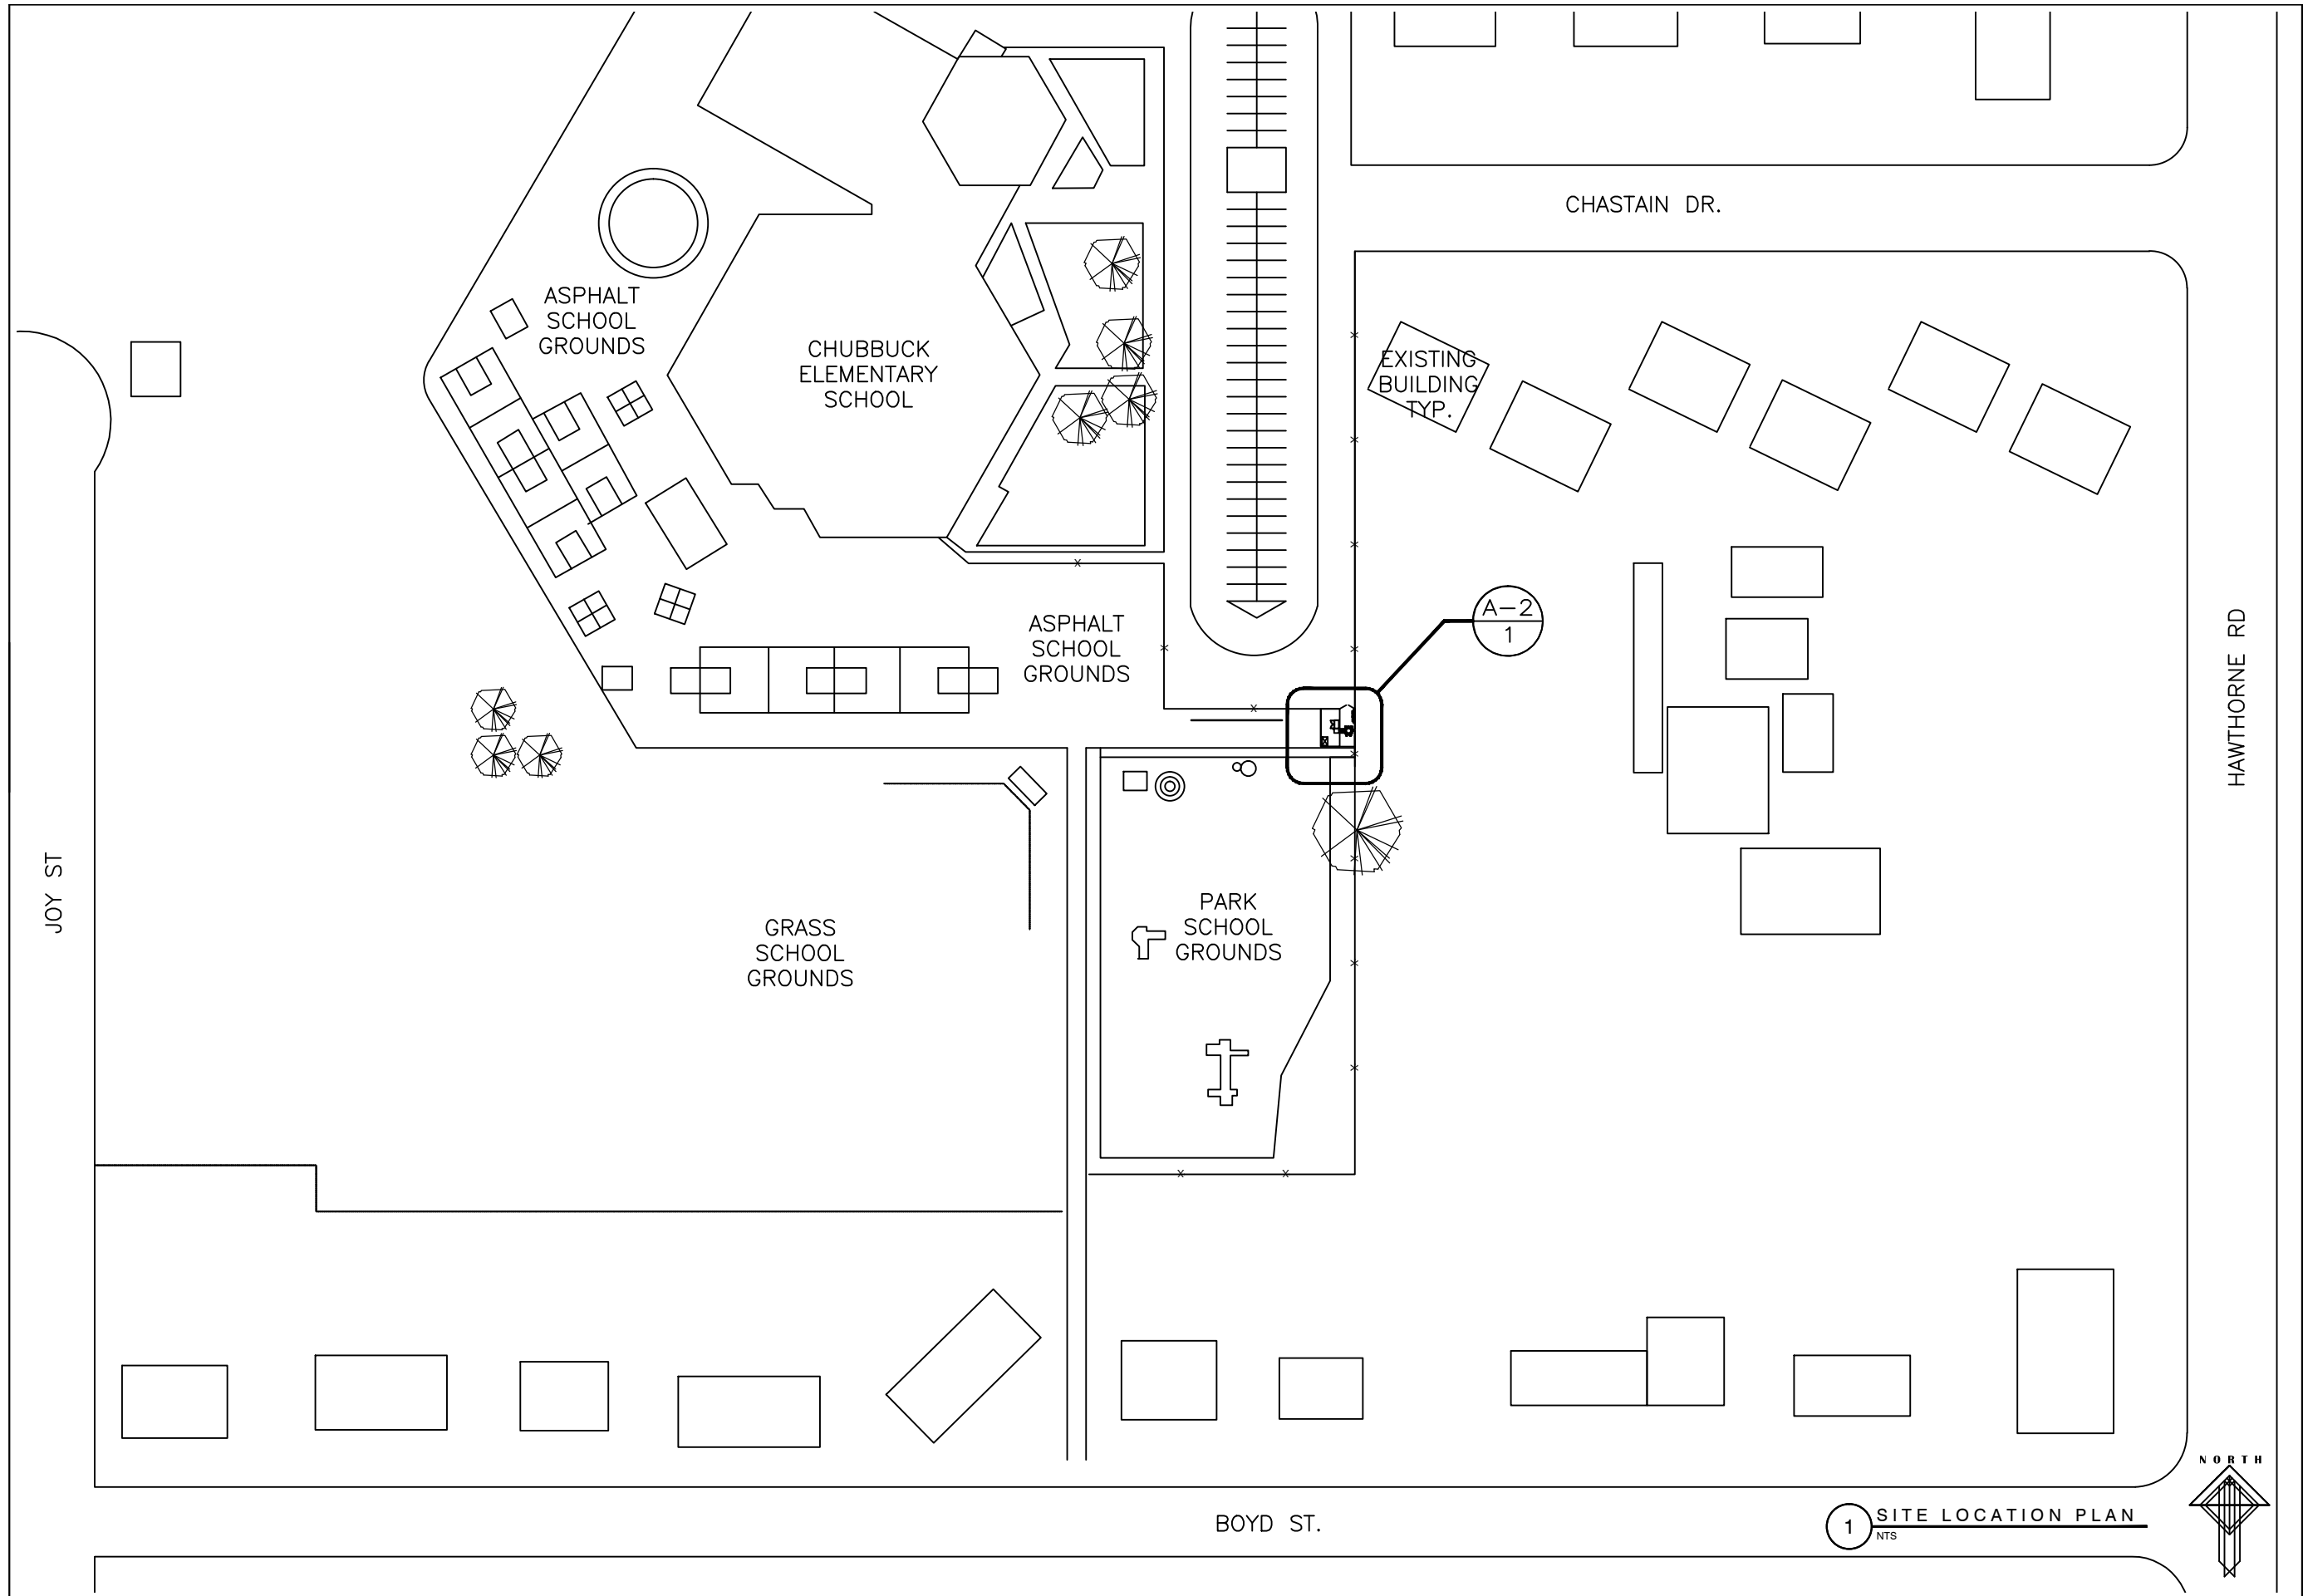 CHASTAIN DR.
ASPHALT
SCHOOL
GROUNDS
CHUBBUCK
ELEMENTARY
SCHOOL
EXISTING
BUILDING
TYP.
A-2
1
ASPHALT
SCHOOL
GROUNDS
HAWTHORNE RD
JOY ST
GRASS
SCHOOL
GROUNDS
PARK
SCHOOL
GROUNDS
NORTH
BOYD ST.
1 SITE LOCATION PLAN
NTS